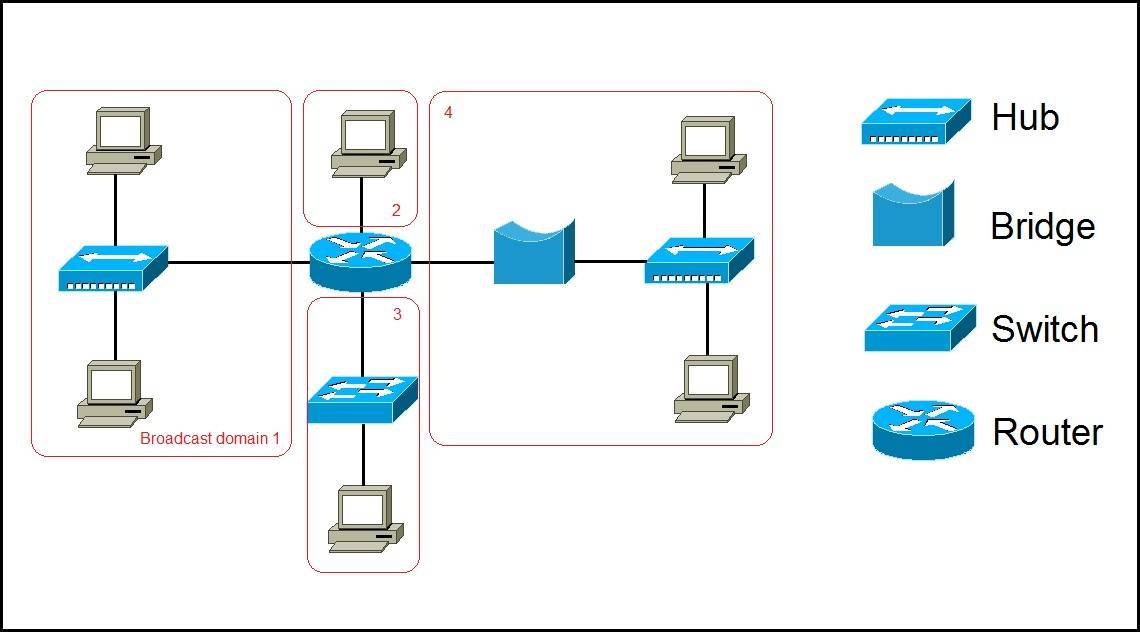 4
2
3
Broadcast domain 1
Hub
Bridge
Switch
Router